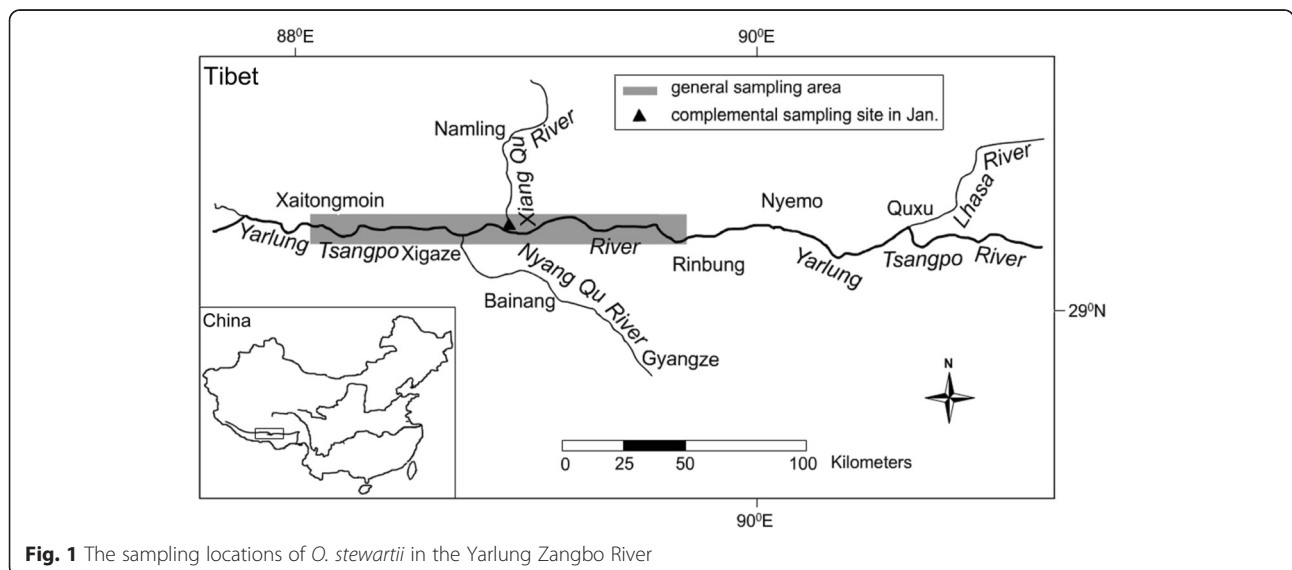 88⁰E
90⁰E
Tibet
general sampling area
complemental sampling site in Jan.
Namling
Xiang Qu River
Lhasa River
Xaitongmoin
Nyemo
Quxu
Yarlung Tsangpo River
Xigaze
Rinbung
Yarlung Tsangpo River
Nyang Qu River
Bainang
29⁰N
Gyangze
China
N
0 25 50 100 Kilometers
90⁰E
Fig. 1 The sampling locations of O. stewartii in the Yarlung Zangbo River